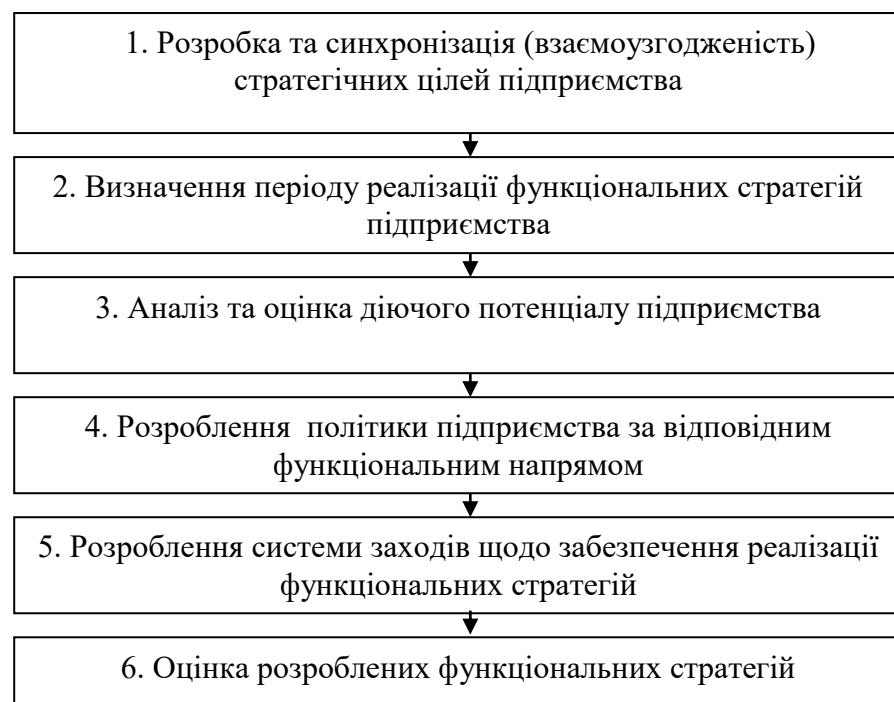 1. Розробка та синхронізація (взаємоузгодженість)
стратегічних цілей підприємства
2. Визначення періоду реалізації функціональних стратегій
підприємства
3. Аналіз та оцінка діючого потенціалу підприємства
4. Розроблення політики підприємства за відповідним
функціональним напрямом
5. Розроблення системи заходів щодо забезпечення реалізації
функціональних стратегій
6. Оцінка розроблених функціональних стратегій